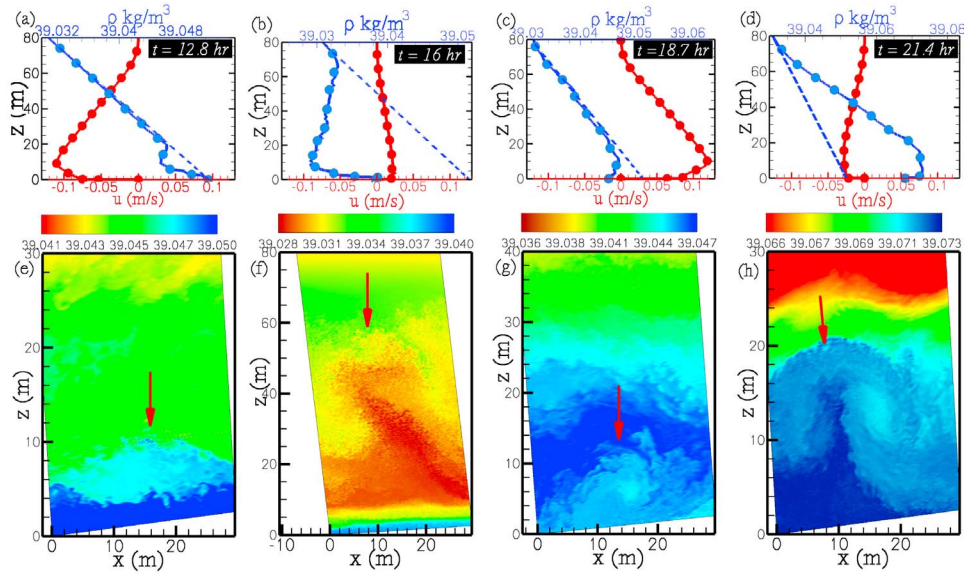 (a) ρ kg/m³
39.032 39.04 39.048
t = 12.8 hr
z (m)
80
60
40
20
0
-0.1 -0.05 0 0.05 0.1
u (m/s)
(b) ρ kg/m³
39.03 39.04 39.05
t = 16 hr
z (m)
80
60
40
20
0
-0.1 -0.05 0 0.05 0.1
u (m/s)
(c) ρ kg/m³
39.03 39.04 39.05 39.06
t =18.7 hr
z (m)
80
60
40
20
0
-0.1 -0.05 0 0.05 0.1
u (m/s)
(d) ρ kg/m³
39.04 39.06 39.08
t = 21.4 hr
z (m)
80
60
40
20
0
-0.1 -0.05 0 0.05 0.1
u (m/s)
39.041 39.043 39.045 39.047 39.050
(e)
z (m)
30
20
10
0
0 10 20
x (m)
39.028 39.031 39.034 39.037 39.040
(f)
z (m)
80
60
40
20
0
-10 0 10 20
x (m)
39.036 39.038 39.041 39.044 39.047
(g)
z (m)
40
30
20
10
0
0 10 20
x (m)
39.066 39.067 39.069 39.071 39.073
(h)
z (m)
30
20
10
0
0 10 20
x (m)